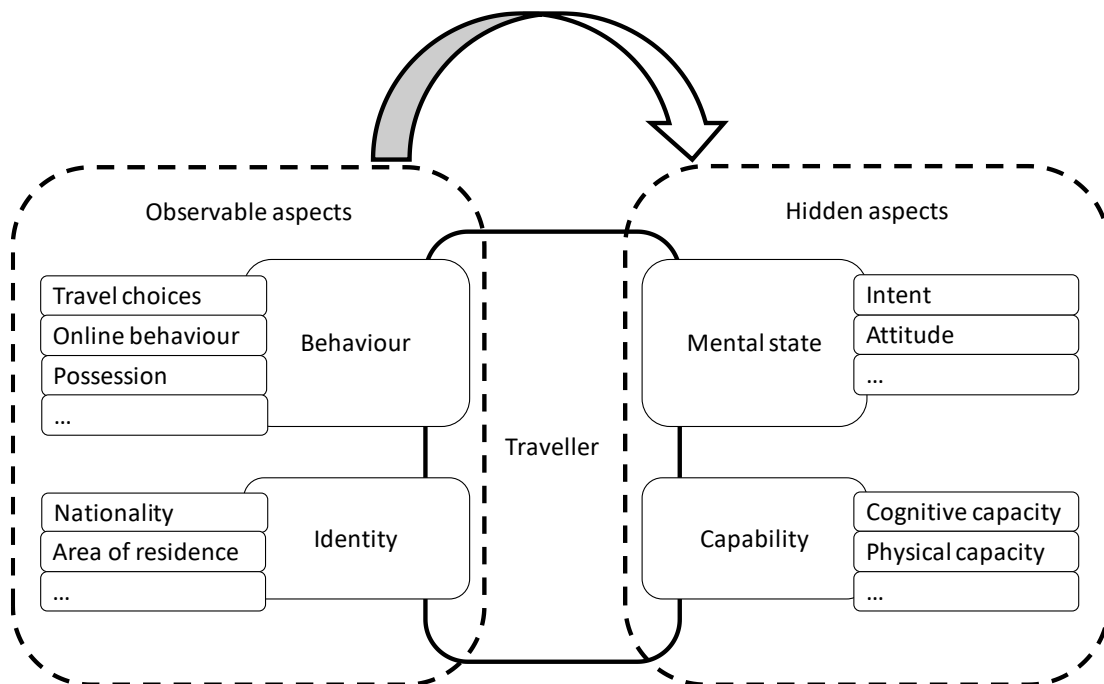 Observable aspects
Travel choices
Online behaviour
Possession
...
Behaviour
Nationality
Area of residence
...
Identity
Traveller
Hidden aspects
Mental state
Intent
Attitude
...
Capability
Cognitive capacity
Physical capacity
...